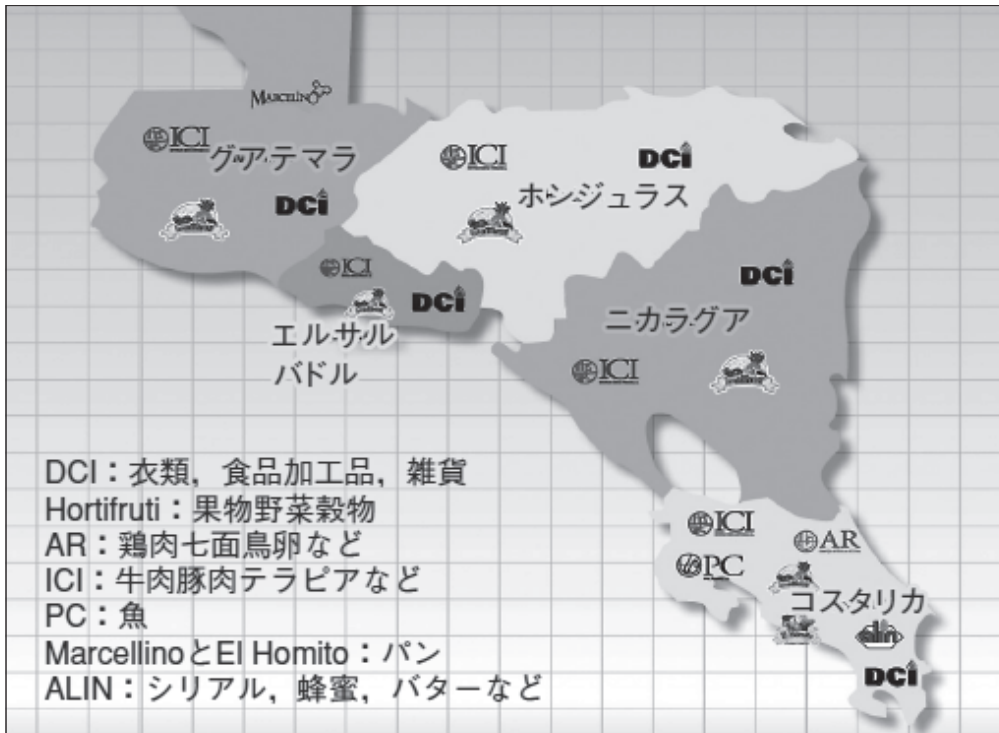 MARCELINO
ICI
グアテマラ
DCI
ICI
DCI
ホンジュラス
ICI
DCI
エルサル
バドル
DCI
ニカラグア
ICI
ICI
AR
PC
コスタリカ
alin
DCI
DCI：衣類，食品加工品，雑貨
Hortifruti：果物野菜穀物
AR：鶏肉七面鳥卵など
ICI：牛肉豚肉テラピアなど
PC：魚
MarcellinoとEl Homito：パン
ALIN：シリアル，蜂蜜，バターなど